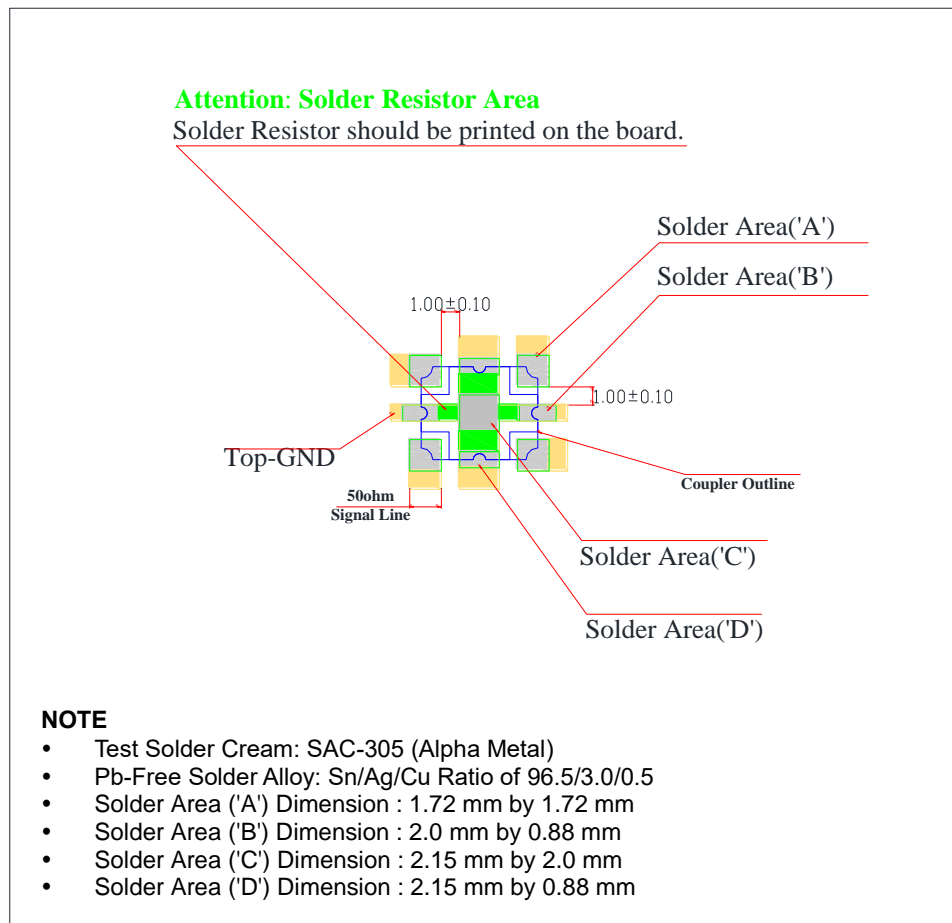 Attention: Solder Resistor Area
Solder Resistor should be printed on the board.
Solder Area('A')
Solder Area('B')
1.00±0.10
1.00±0.10
Top-GND
Coupler Outline
50ohm
Signal Line
Solder Area('C')
Solder Area('D')
NOTE
• Test Solder Cream: SAC-305 (Alpha Metal)
• Pb-Free Solder Alloy: Sn/Ag/Cu Ratio of 96.5/3.0/0.5
• Solder Area ('A') Dimension : 1.72 mm by 1.72 mm
• Solder Area ('B') Dimension : 2.0 mm by 0.88 mm
• Solder Area ('C') Dimension : 2.15 mm by 2.0 mm
• Solder Area ('D') Dimension : 2.15 mm by 0.88 mm